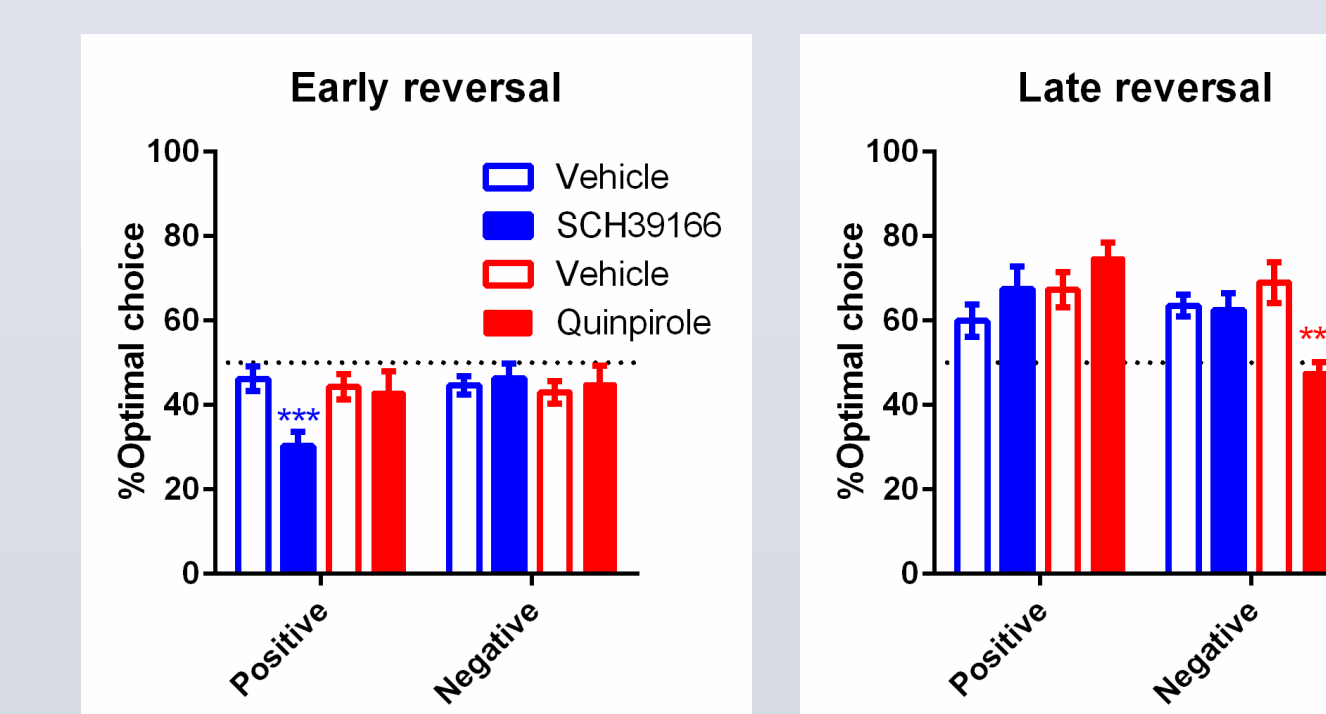 Early reversal
%Optimal choice
100
80
60
40
20
0
Vehicle
SCH39166
Vehicle
Quinpirole
***
Positive
Negative
Late reversal
%Optimal choice
100
80
60
40
20
0
**
Positive
Negative